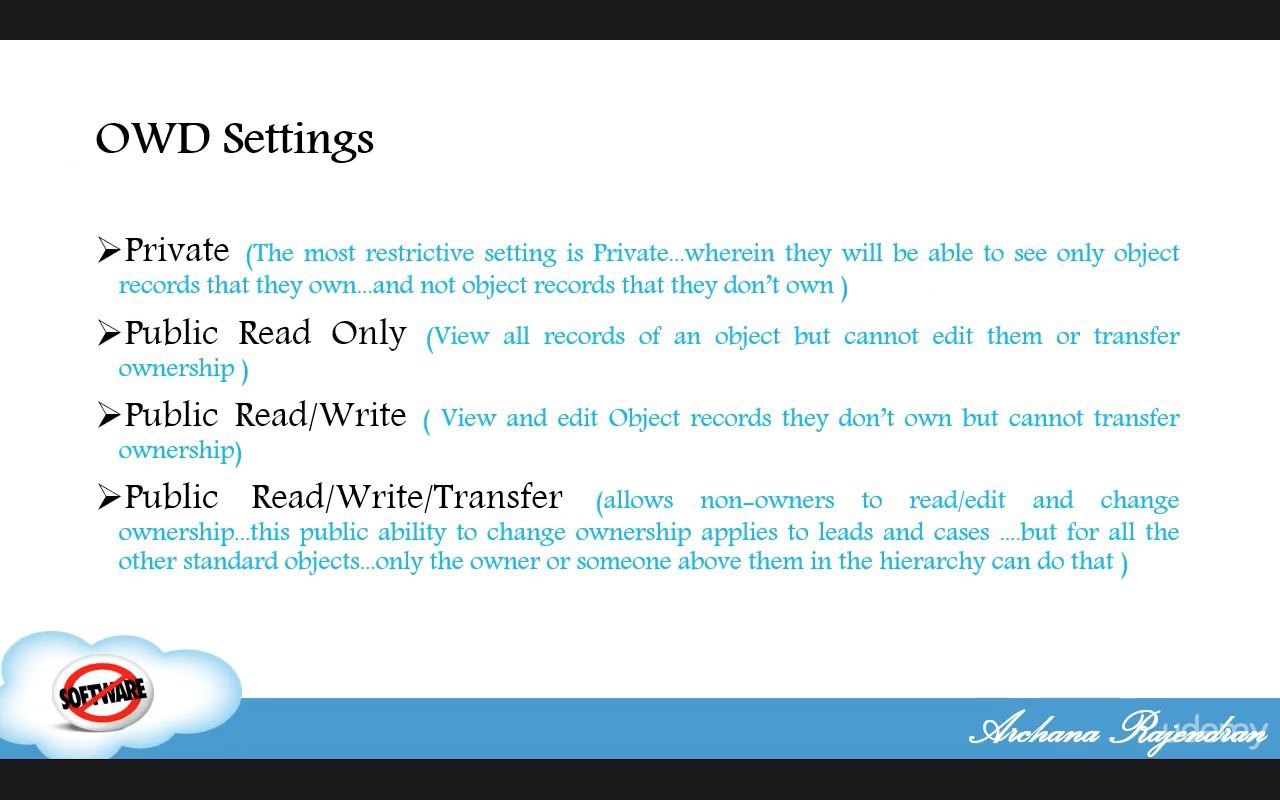 OWD Settings
➢Private (The most restrictive setting is Private...wherein they will be able to see only object
records that they own...and not object records that they don’t own )
➢Public Read Only (View all records of an object but cannot edit them or transfer
ownership )
➢Public Read/Write ( View and edit Object records they don’t own but cannot transfer
ownership)
➢Public Read/Write/Transfer (allows non-owners to read/edit and change
ownership...this public ability to change ownership applies to leads and cases ....but for all the
other standard objects...only the owner or someone above them in the hierarchy can do that )
SOFTWARE
Archana Rajendran
udemy